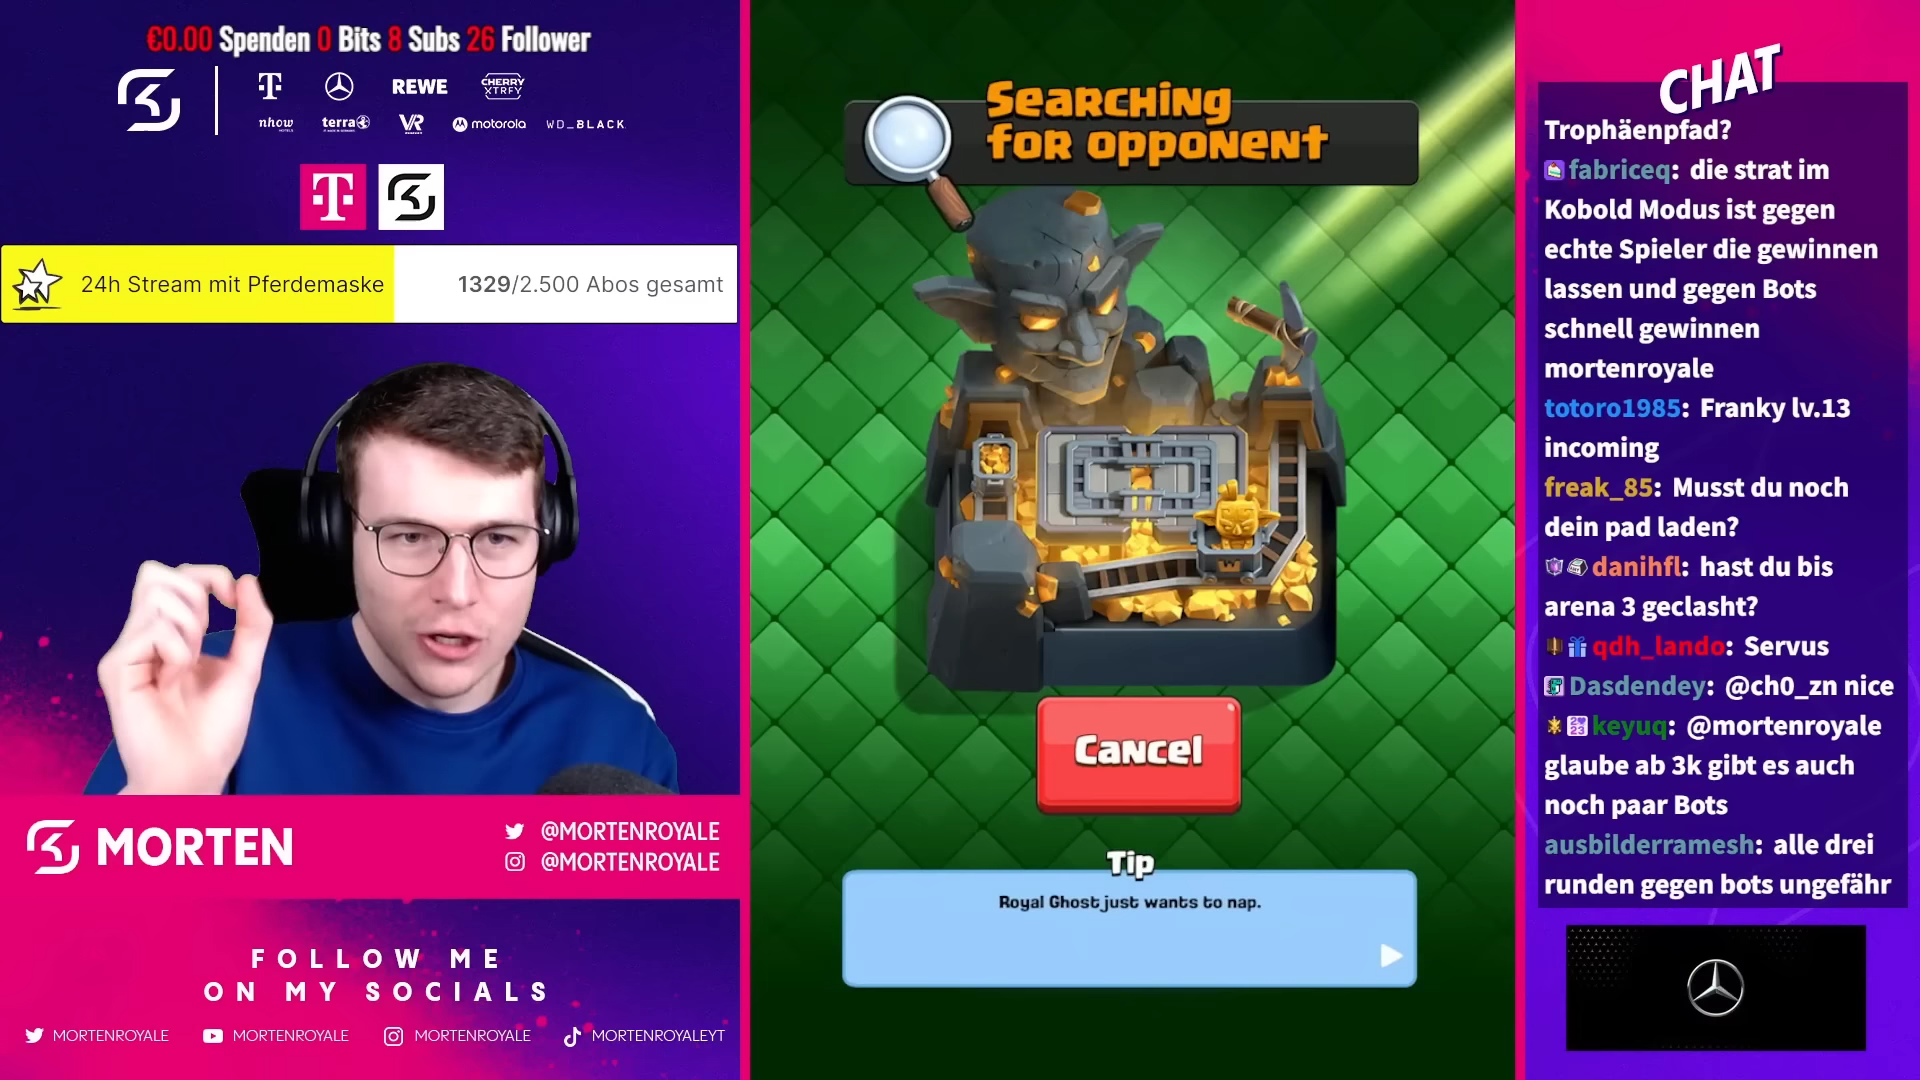 €0.00 Spenden 0 Bits 8 Subs 26 Follower
T
REWE
CHERRY
XTRFY
nhow
terra
VR
motorola
WD_BLACK
T
24h Stream mit Pferdemaske
1329/2.500 Abos gesamt
MORTEN
@MORTENROYALE
@MORTENROYALE
FOLLOW ME
ON MY SOCIALS
MORTENROYALE
MORTENROYALE
MORTENROYALE
MORTENROYALEYT
Searching
for opponent
Cancel
Tip
Royal Ghost just wants to nap.
CHAT
Trophäenpfad?
fabriceq: die strat im
Kobold Modus ist gegen
echte Spieler die gewinnen
lassen und gegen Bots
schnell gewinnen
mortenroyale
totoro1985: Franky lv.13
incoming
freak_85: Musst du noch
dein pad laden?
danihfl: hast du bis
arena 3 geclasht?
qdh_lando: Servus
Dasdendey: @ch0_zn nice
keyuq: @mortenroyale
glaube ab 3k gibt es auch
noch paar Bots
ausbilderramesh: alle drei
runden gegen bots ungefähr